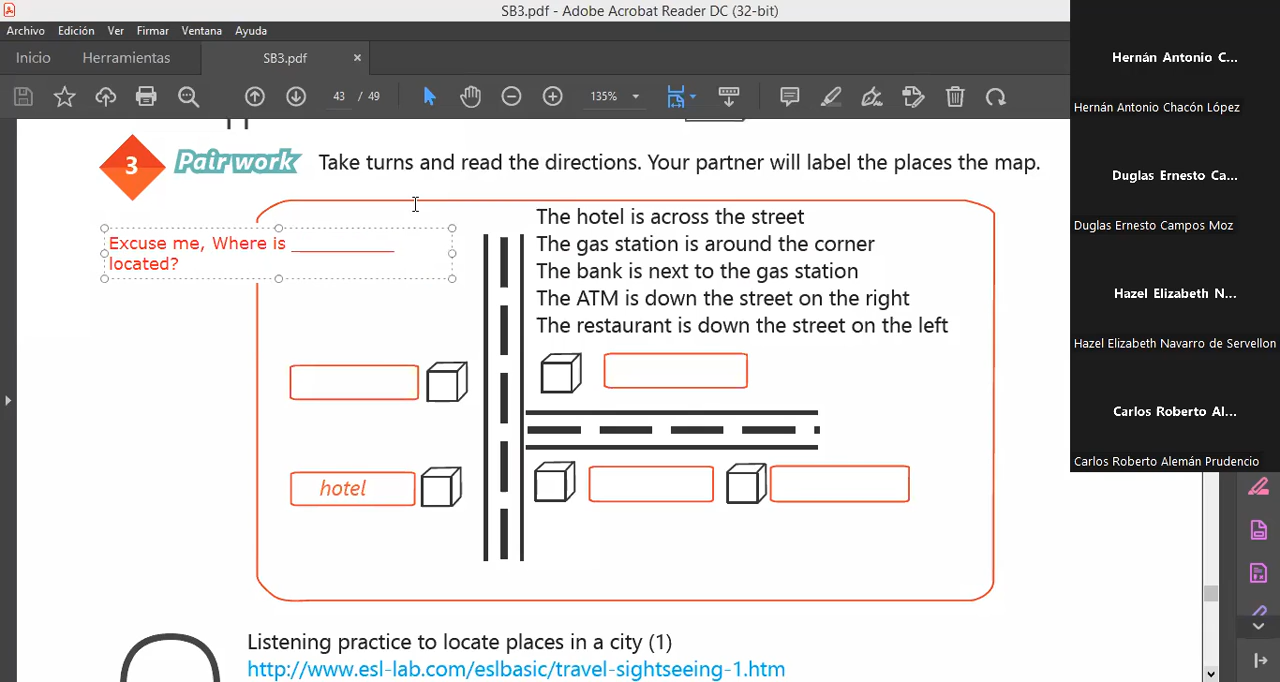 SB3.pdf - Adobe Acrobat Reader DC (32-bit)
Archivo Edición Ver Firmar Ventana Ayuda
Inicio Herramientas SB3.pdf ×
43 / 49 135%
3 Pair work Take turns and read the directions. Your partner will label the places the map.
Excuse me, Where is ___________
located?
The hotel is across the street
The gas station is around the corner
The bank is next to the gas station
The ATM is down the street on the right
The restaurant is down the street on the left
hotel
Listening practice to locate places in a city (1)
http://www.esl-lab.com/eslbasic/travel-sightseeing-1.htm
Hernán Antonio C...
Hernán Antonio Chacón López
Duglas Ernesto Ca...
Duglas Ernesto Campos Moz
Hazel Elizabeth N...
Hazel Elizabeth Navarro de Servellon
Carlos Roberto Al...
Carlos Roberto Alemán Prudencio